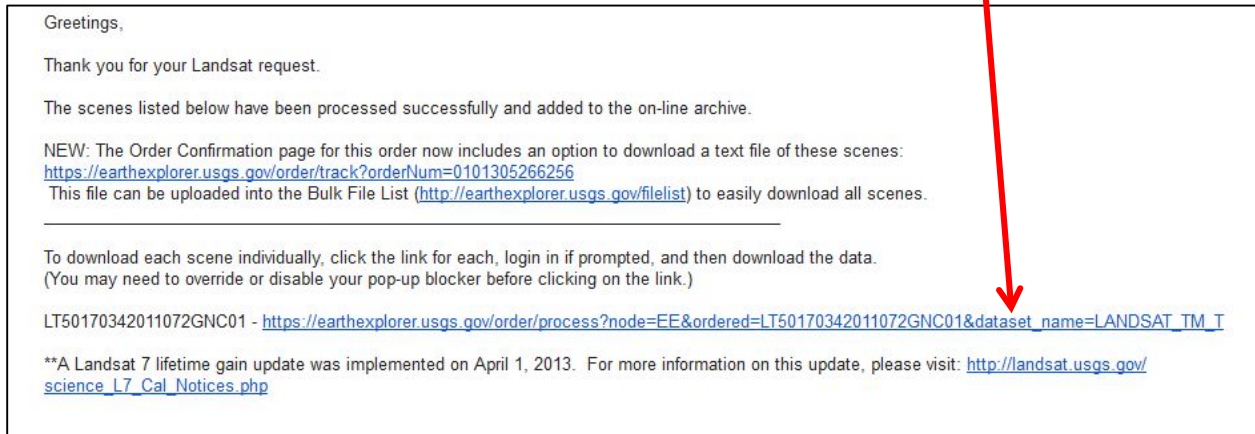 Greetings,
Thank you for your Landsat request.
The scenes listed below have been processed successfully and added to the on-line archive.
NEW: The Order Confirmation page for this order now includes an option to download a text file of these scenes:
https://earthexplorer.usgs.gov/order/track?orderNum=0101305266256
This file can be uploaded into the Bulk File List (http://earthexplorer.usgs.gov/filelist) to easily download all scenes.
To download each scene individually, click the link for each, login in if prompted, and then download the data.
(You may need to override or disable your pop-up blocker before clicking on the link.)
LT50170342011072GNC01 - https://earthexplorer.usgs.gov/order/process?node=EE&ordered=LT50170342011072GNC01&dataset_name=LANDSAT_TM_T
**A Landsat 7 lifetime gain update was implemented on April 1, 2013. For more information on this update, please visit: http://landsat.usgs.gov/
science_L7_Cal_Notices.php